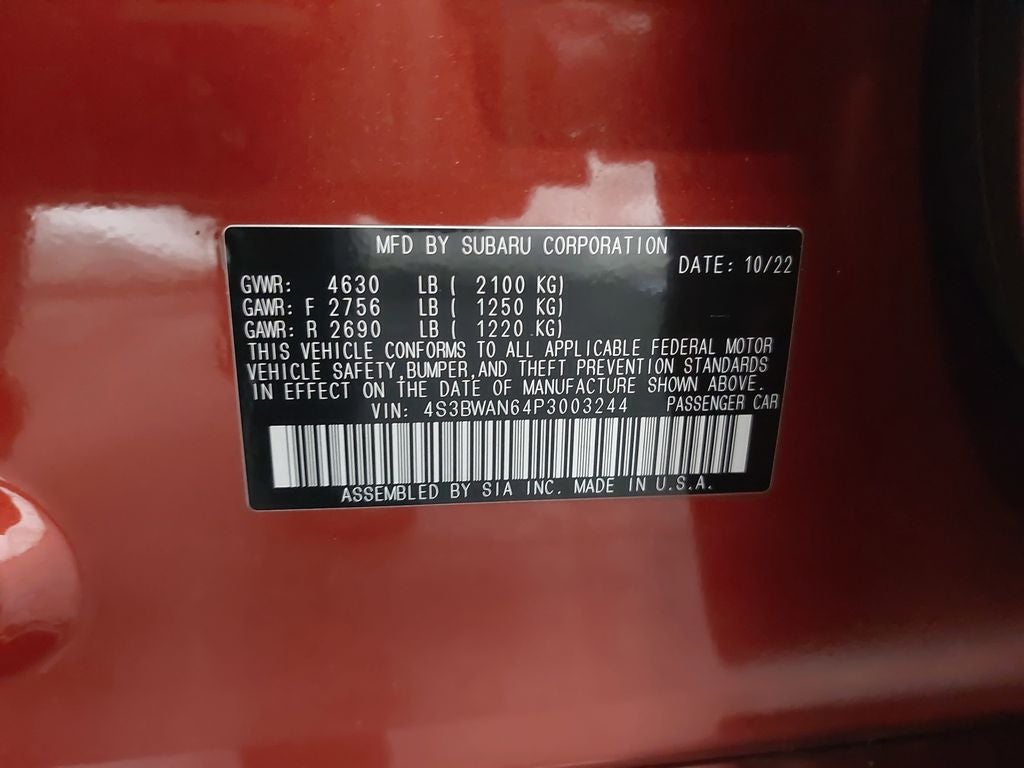 MFD BY SUBARU CORPORATION
DATE: 10/22
GVWR: 4630 LB ( 2100 KG)
GAWR: F 2756 LB ( 1250 KG)
GAWR: R 2690 LB ( 1220 KG)
THIS VEHICLE CONFORMS TO ALL APPLICABLE FEDERAL MOTOR
VEHICLE SAFETY,BUMPER,AND THEFT PREVENTION STANDARDS
IN EFFECT ON THE DATE OF MANUFACTURE SHOWN ABOVE.
VIN: 4S3BWAN64P3003244 PASSENGER CAR
ASSEMBLED BY SIA INC. MADE IN U.S.A.